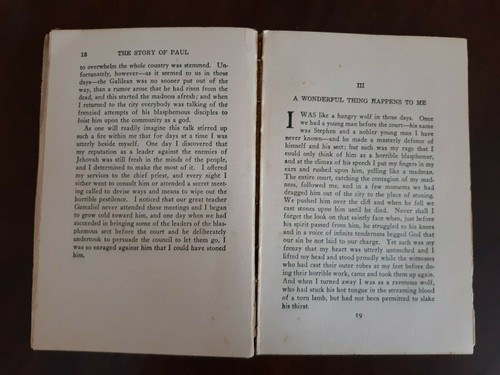 18 THE STORY OF PAUL
to overwhelm the whole country was stemmed. Un-
fortunately, however—as it seemed to us in those
days—the Galilean was no sooner put out of the
way, than a rumor arose that he had risen from the
dead, and this started the madness afresh; and when
I returned to the city everybody was talking of the
frenzied attempts of his blasphemous disciples to
foist him upon the community as a god.
As one will readily imagine this talk stirred up
such a fire within me that for days at a time I was
utterly beside myself. One day I discovered that
my reputation as a leader against the enemies of
Jehovah was still fresh in the minds of the people,
and I determined to make the most of it. I offered
my services to the chief priest, and every night I
either went to consult him or attended a secret meet-
ing called to devise ways and means to wipe out the
horrible pestilence. I noticed that our great teacher
Gamaliel never attended these meetings and I began
to grow cold toward him, and one day when we had
succeeded in bringing some of the leaders of the blas-
phemous sect before the court and he deliberately
undertook to persuade the council to let them go, I
was so enraged against him that I could have stoned
him.
III
A WONDERFUL THING HAPPENS TO ME
I WAS like a hungry wolf in those days. Once
we had a young man before the court—his name
was Stephen and a nobler young man I have
never known—and he made a masterly defense of
himself and his sect; but such was my rage that I
could only think of him as a horrible blasphemer,
and at the climax of his speech I put my fingers in my
ears and rushed upon him, yelling like a madman.
The entire court, catching the contagion of my mad-
ness, followed me, and in a few moments we had
dragged him out of the city to the place of stoning.
We pushed him over the cliff and when he fell we
cast stones upon him until he died. Never shall I
forget the look on that saintly face when, just before
his spirit passed from him, he struggled to his knees
and in a voice of infinite tenderness begged God that
our sin be not laid to our charge. Yet such was my
frenzy that my heart was utterly untouched and I
lifted my head and stood proudly while the witnesses
who had cast their outer robes at my feet before do-
ing their horrible work, came and took them up again.
And when I turned away I was as a ravenous wolf,
who had stuck his hot tongue in the screaming blood
of a torn lamb, but had not been permitted to slake
his thirst.
19